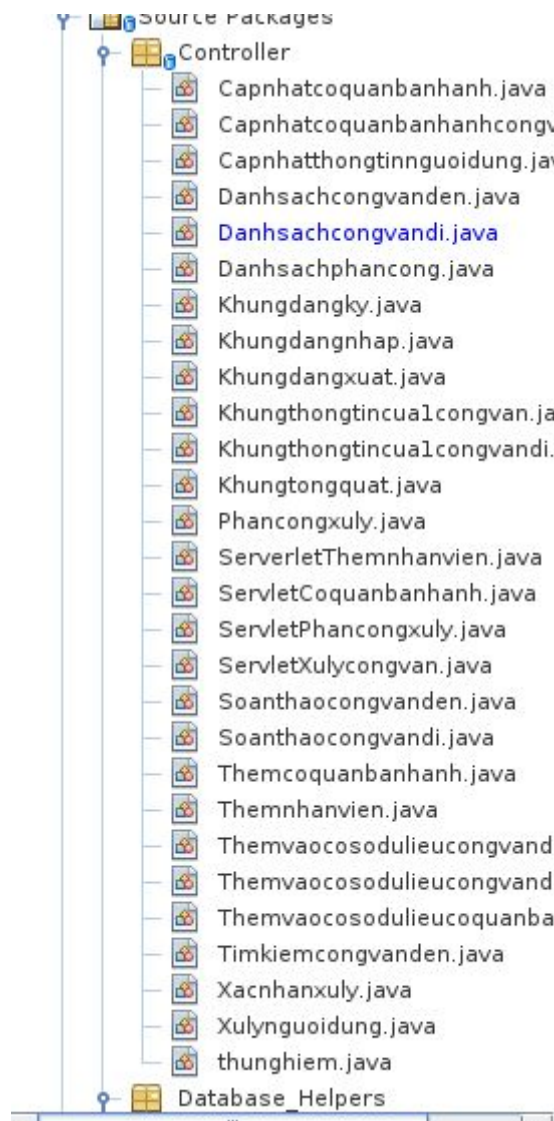 Source Packages
Controller
Capnhatcoquanbanhanh.java
Capnhatcoquanbanhanhcongv
Capnhatthongtinnguoidung.jav
Danhsachcongvanden.java
Danhsachcongvandi.java
Danhsachphancong.java
Khungdangky.java
Khungdangnhap.java
Khungdangxuat.java
Khungthongtincua1congvan.ja
Khungthongtincua1congvandi.
Khungtongquat.java
Phancongxuly.java
ServerletThemnhanvien.java
ServletCoquanbanhanh.java
ServletPhancongxuly.java
ServletXulycongvan.java
Soanthaocongvanden.java
Soanthaocongvandi.java
Themcoquanbanhanh.java
Themnhanvien.java
Themvaocosodulieucongvand
Themvaocosodulieucongvand
Themvaocosodulieucoquanba
Timkiemcongvanden.java
Xacnhanxuly.java
Xulynguoidung.java
thunghiem.java
Database_Helpers